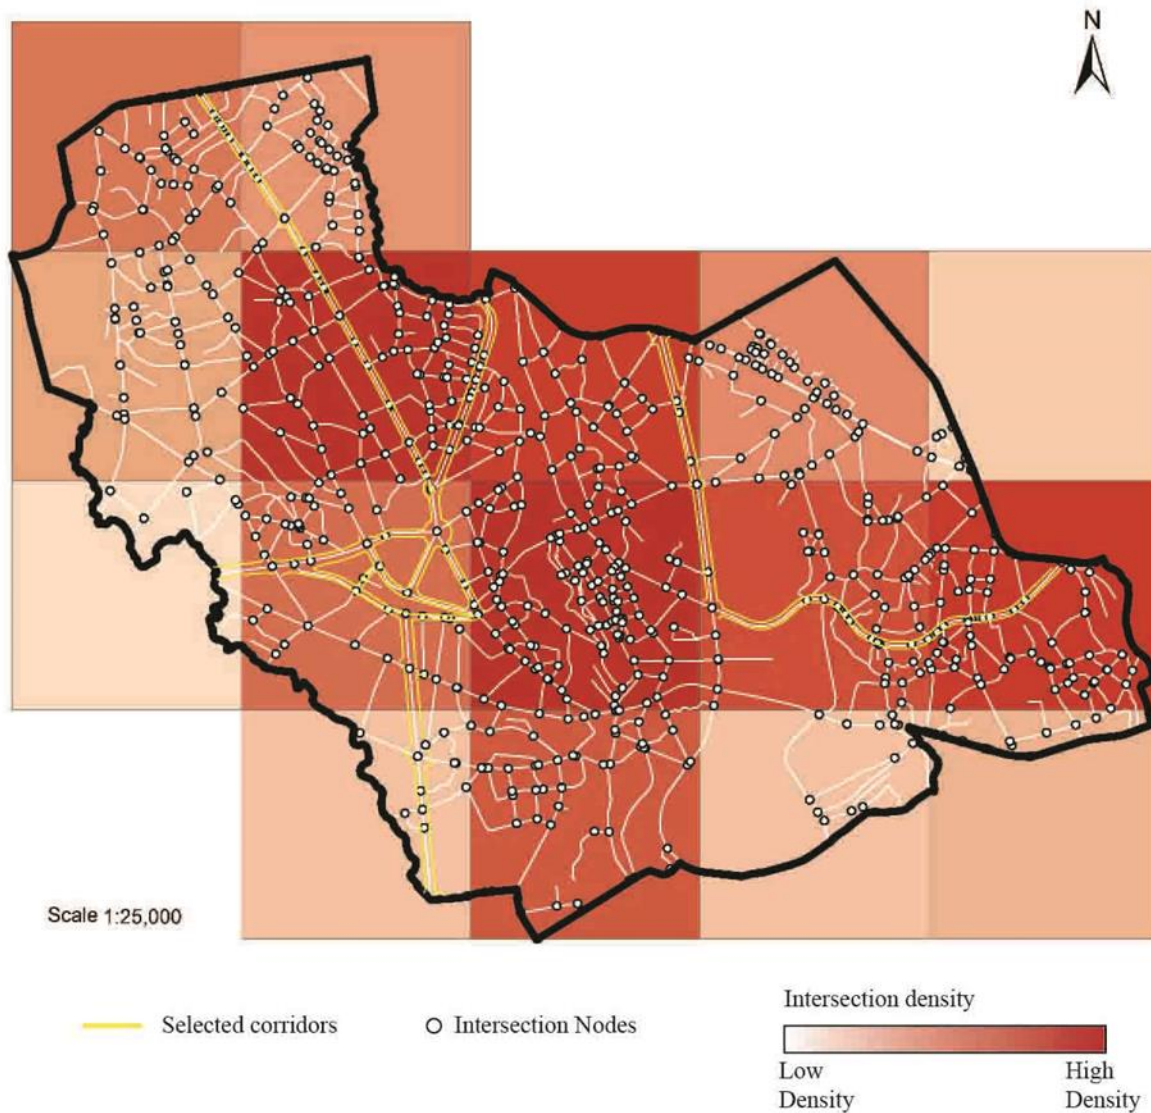 N
Scale 1:25,000
Selected corridors
Intersection Nodes
Intersection density
Low
Density
High
Density